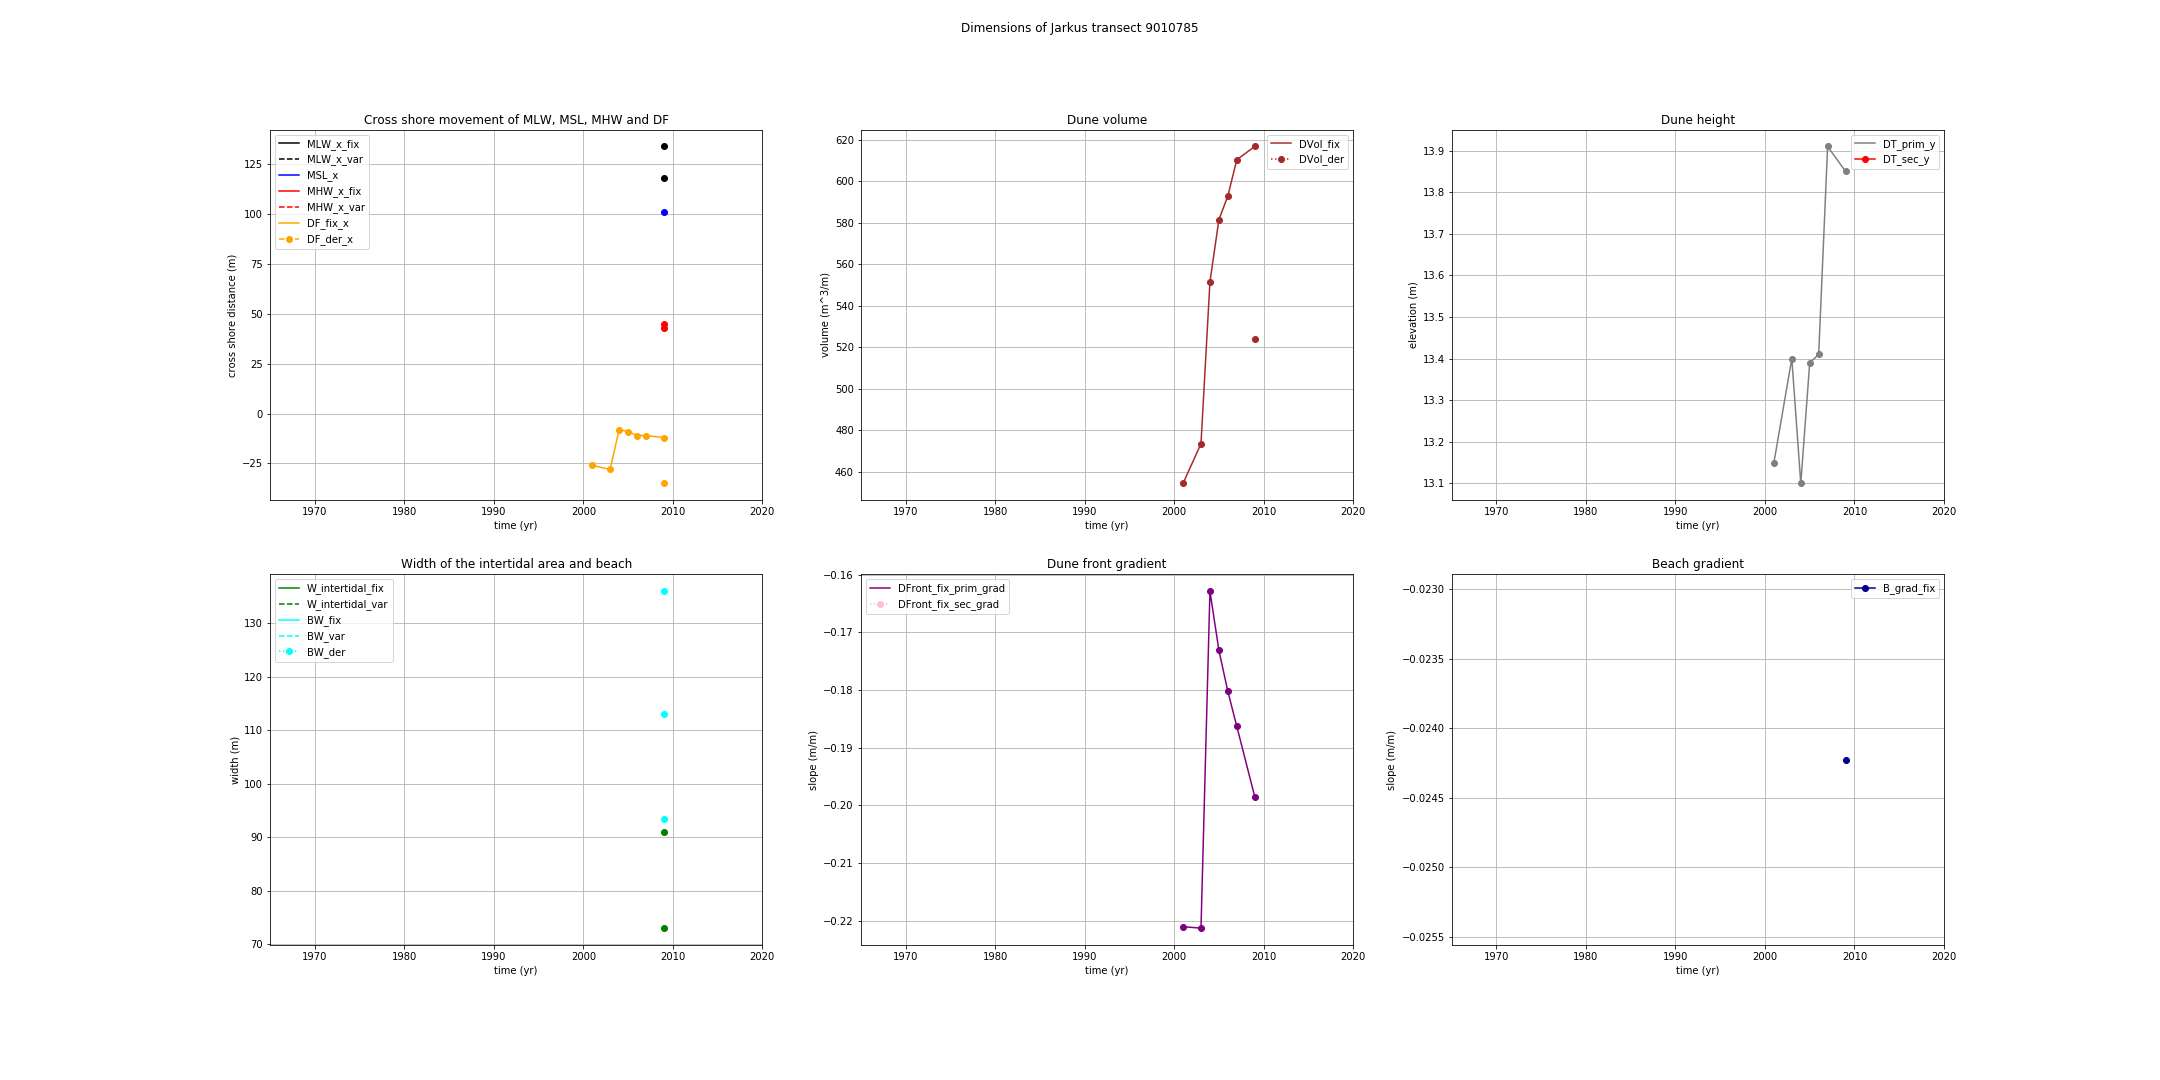 Dimensions of Jarkus transect 9010785
Cross shore movement of MLW, MSL, MHW and DF
MLW_x_fix
MLW_x_var
MSL_x
MHW_x_fix
MHW_x_var
DF_fix_x
DF_der_x
125
100
75
50
25
0
−25
cross shore distance (m)
1970 1980 1990 2000 2010 2020
time (yr)
Dune volume
DVol_fix
DVol_der
620
600
580
560
540
520
500
480
460
volume (m^3/m)
1970 1980 1990 2000 2010 2020
time (yr)
Dune height
DT_prim_y
DT_sec_y
13.9
13.8
13.7
13.6
13.5
13.4
13.3
13.2
13.1
elevation (m)
1970 1980 1990 2000 2010 2020
time (yr)
Width of the intertidal area and beach
W_intertidal_fix
W_intertidal_var
BW_fix
BW_var
BW_der
130
120
110
100
90
80
70
width (m)
1970 1980 1990 2000 2010 2020
time (yr)
Dune front gradient
DFront_fix_prim_grad
DFront_fix_sec_grad
−0.16
−0.17
−0.18
−0.19
−0.20
−0.21
−0.22
slope (m/m)
1970 1980 1990 2000 2010 2020
time (yr)
Beach gradient
B_grad_fix
−0.0230
−0.0235
−0.0240
−0.0245
−0.0250
−0.0255
slope (m/m)
1970 1980 1990 2000 2010 2020
time (yr)